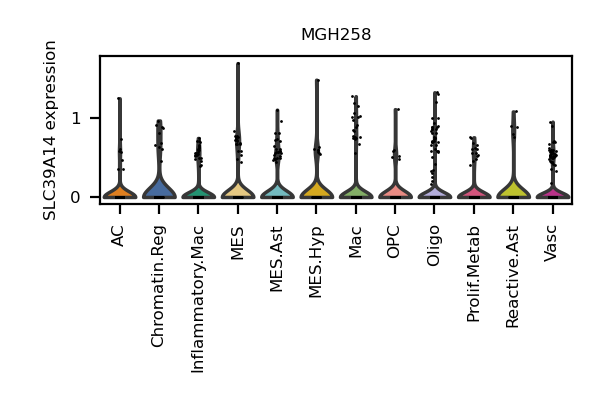 MGH258
SLC39A14 expression
1
0
AC
Chromatin.Reg
Inflammatory.Mac
MES
MES.Ast
MES.Hyp
Mac
OPC
Oligo
Prolif.Metab
Reactive.Ast
Vasc